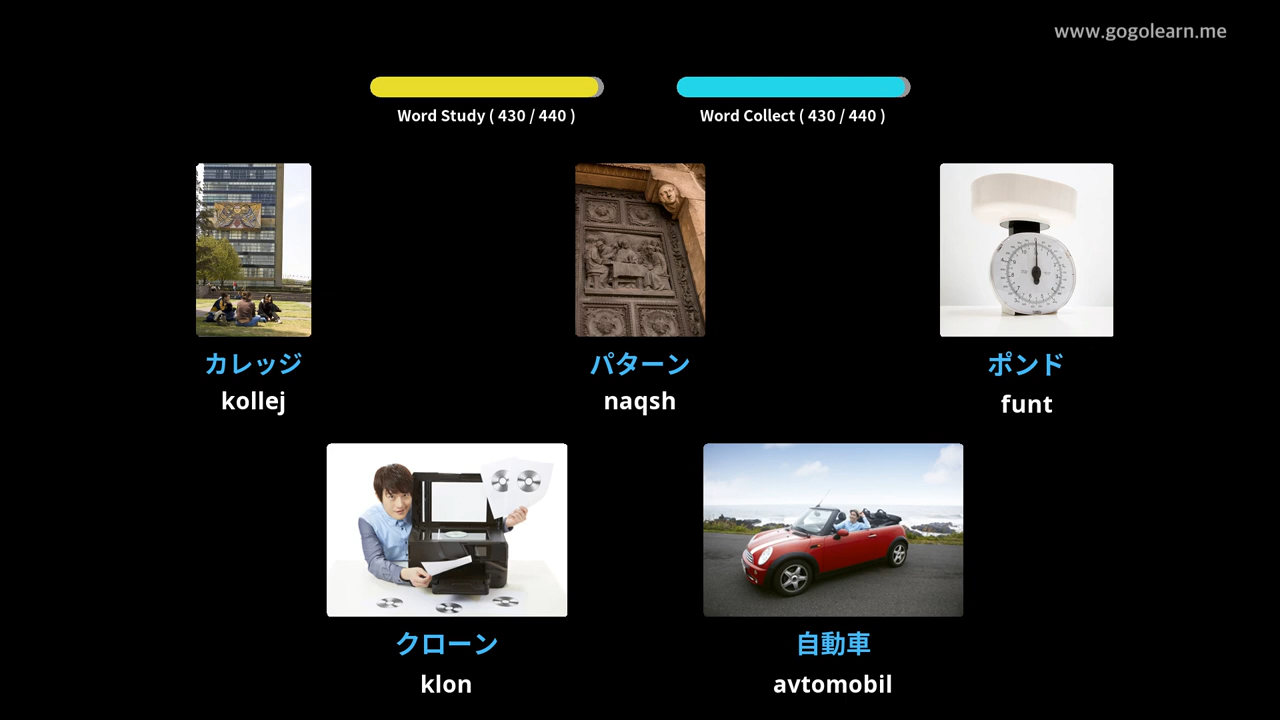 www.gogolearn.me
Word Study ( 430 / 440 )
Word Collect ( 430 / 440 )
カレッジ
kollej
パターン
naqsh
ポンド
funt
クローン
klon
自動車
avtomobil